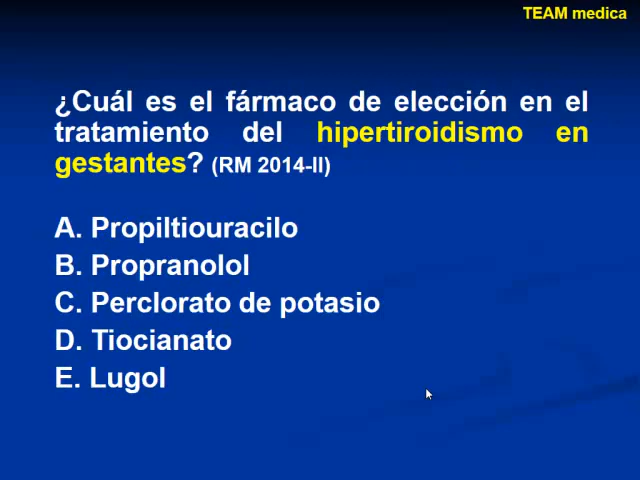 TEAM medica
¿Cuál es el fármaco de elección en el
tratamiento del hipertiroidismo en
gestantes? (RM 2014-II)
A. Propiltiouracilo
B. Propranolol
C. Perclorato de potasio
D. Tiocianato
E. Lugol